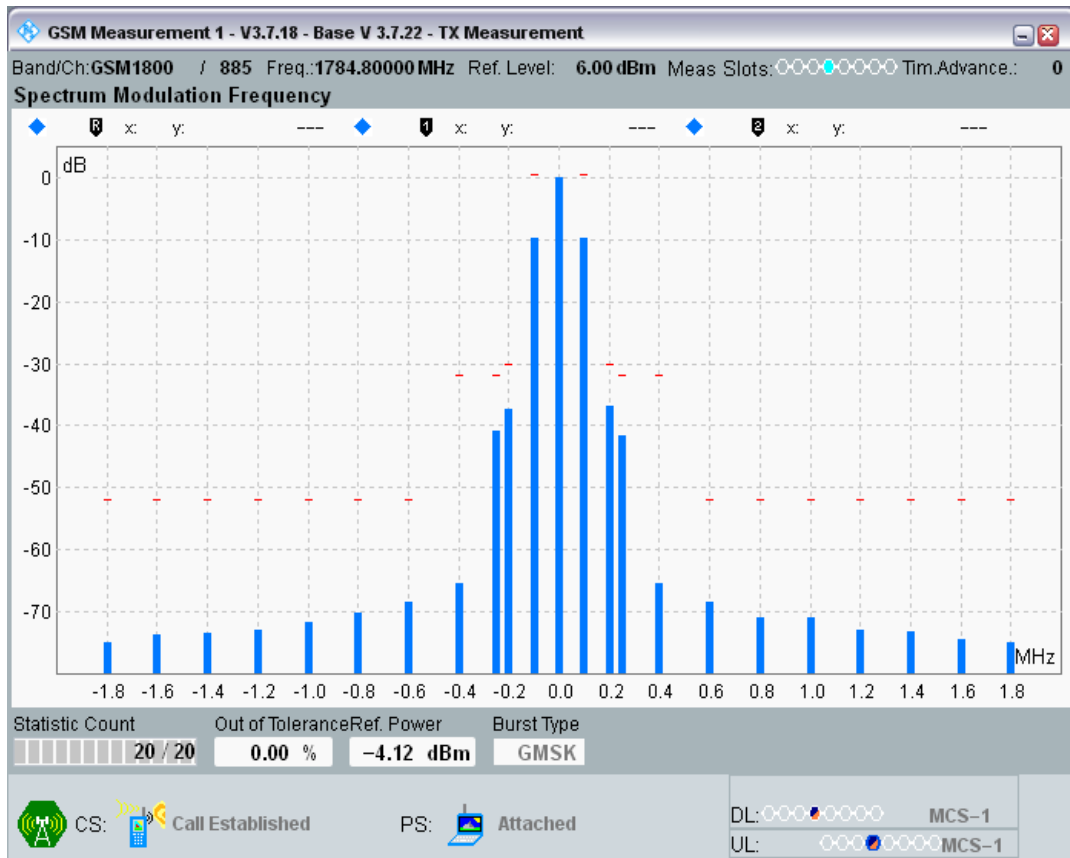 GSM Measurement 1 - V3.7.18 - Base V 3.7.22 - TX Measurement
Band/Ch:GSM1800 / 885 Freq.:1784.80000 MHz Ref. Level: 6.00 dBm Meas Slots: Tim.Advance.: 0
Spectrum Modulation Frequency
R x: y: --- 1 x: y: --- 2 x: y: ---
dB
0
-10
-20
-30
-40
-50
-60
-70
MHz
-1.8 -1.6 -1.4 -1.2 -1.0 -0.8 -0.6 -0.4 -0.2 0.0 0.2 0.4 0.6 0.8 1.0 1.2 1.4 1.6 1.8
Statistic Count Out of Tolerance Ref. Power Burst Type
20 / 20 0.00 % −4.12 dBm GMSK
CS: Call Established PS: Attached DL: MCS−1
UL: MCS−1